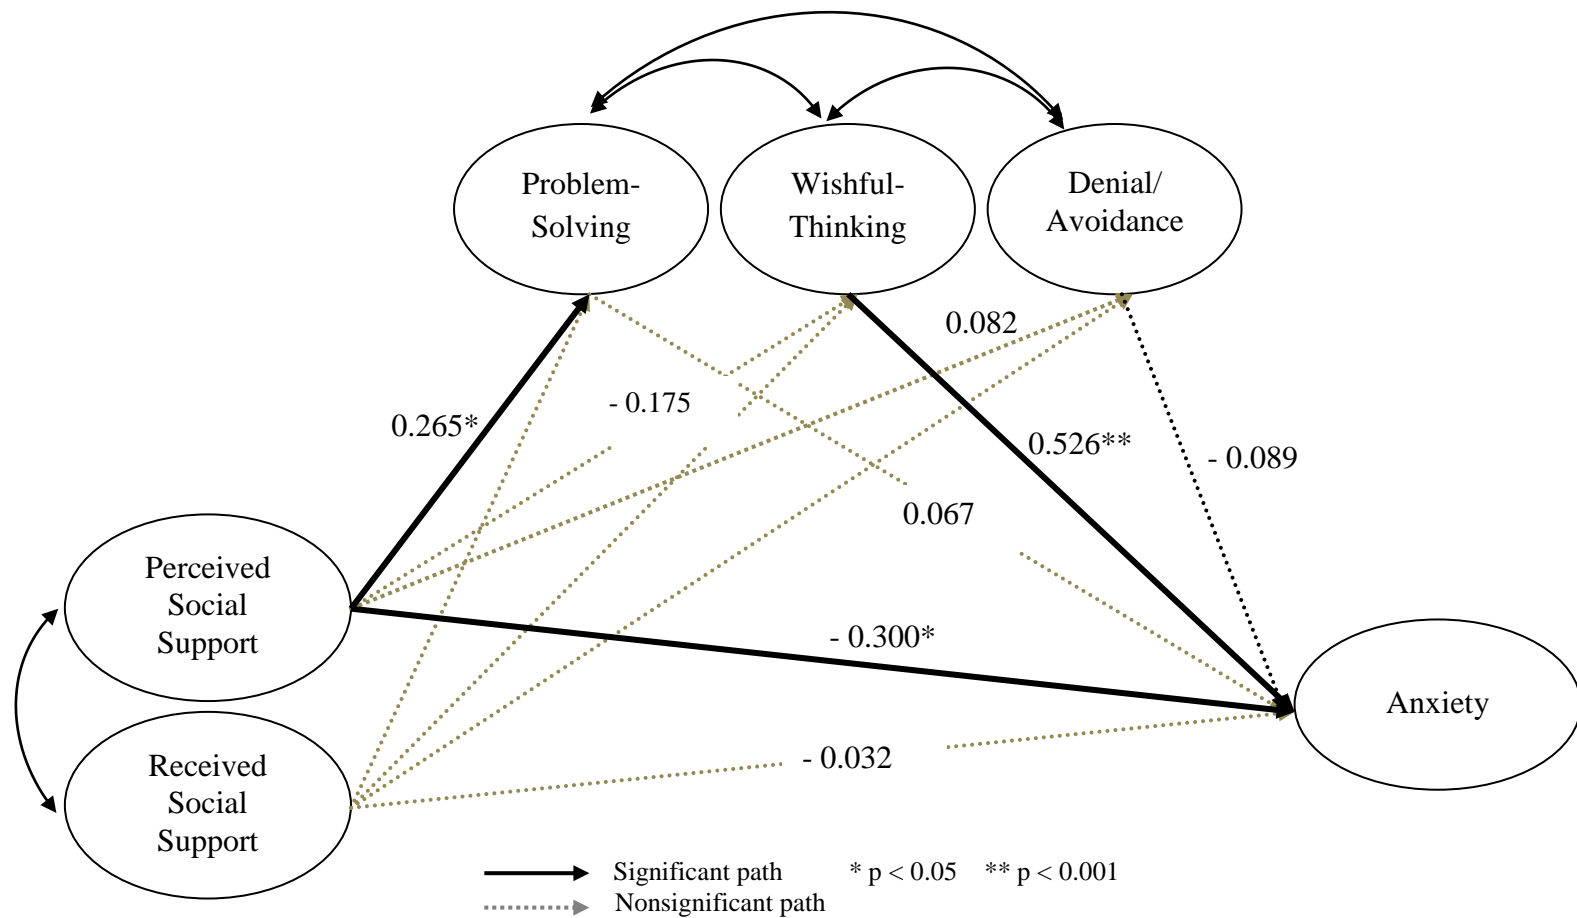 Problem-
Solving
Wishful-
Thinking
Denial/
Avoidance
0.082
- 0.175
0.265*
0.526**
- 0.089
0.067
Perceived
Social
Support
- 0.300*
Anxiety
Received
Social
Support
- 0.032
Significant path * p < 0.05 ** p < 0.001
Nonsignificant path